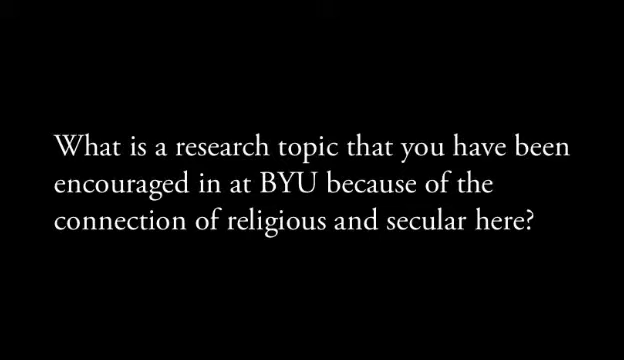 What is a research topic that you have been
encouraged in at BYU because of the
connection of religious and secular here?